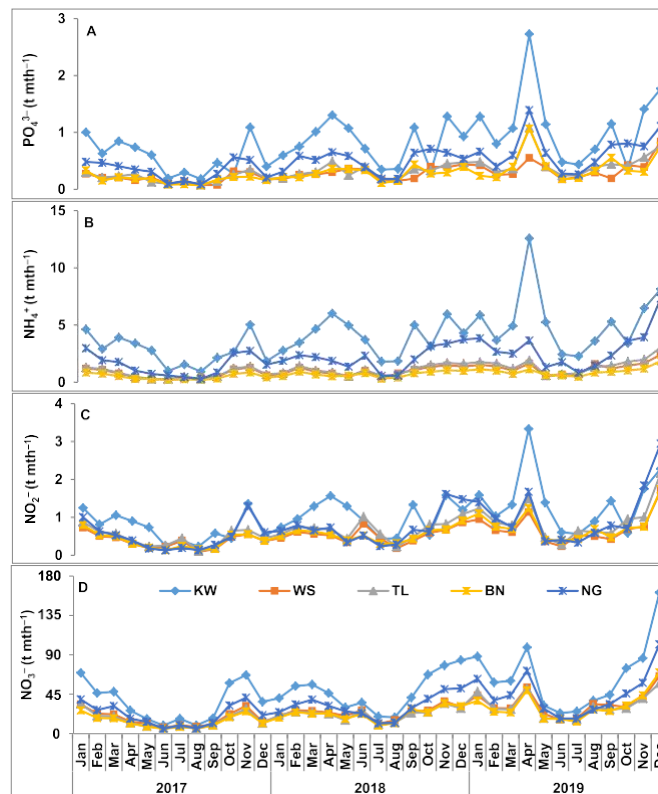 A
PO₄³⁻ (t mth⁻¹)
3
2
1
0
B
NH₄⁺ (t mth⁻¹)
15
10
5
0
C
NO₂⁻ (t mth⁻¹)
4
3
2
1
0
D
NO₃⁻ (t mth⁻¹)
180
135
90
45
0
KW WS TL BN NG
Jan Feb Mar Apr May Jun Jul Aug Sep Oct Nov Dec Jan Feb Mar Apr May Jun Jul Aug Sep Oct Nov Dec Jan Feb Mar Apr May Jun Jul Aug Sep Oct Nov Dec
2017 2018 2019